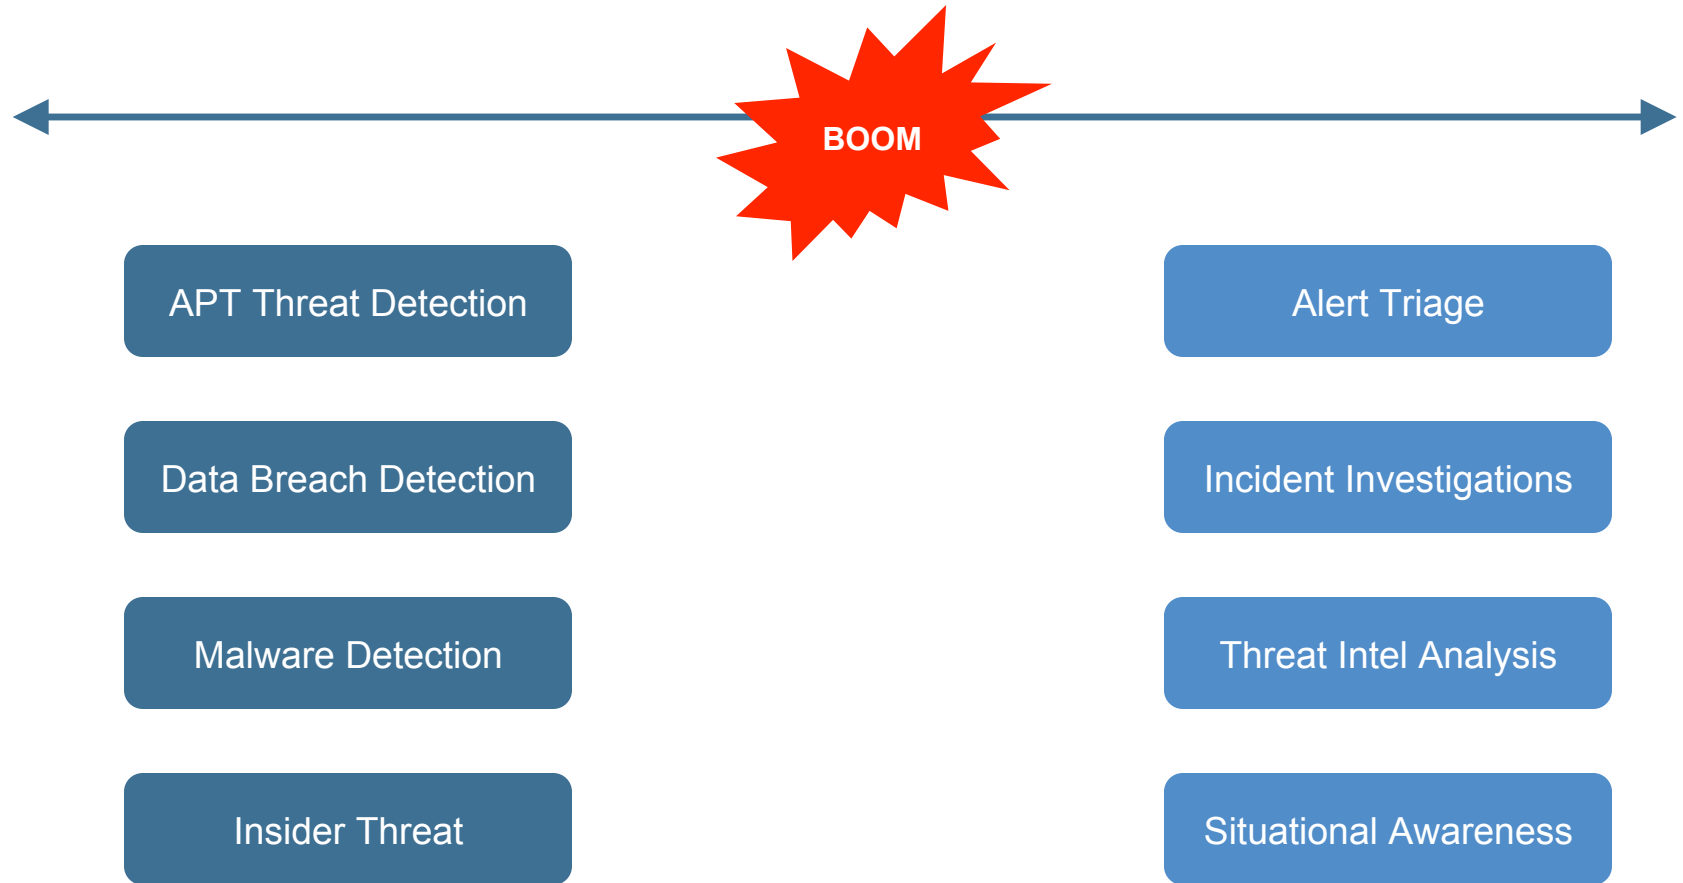 BOOM
APT Threat Detection
Alert Triage
Data Breach Detection
Incident Investigations
Malware Detection
Threat Intel Analysis
Insider Threat
Situational Awareness